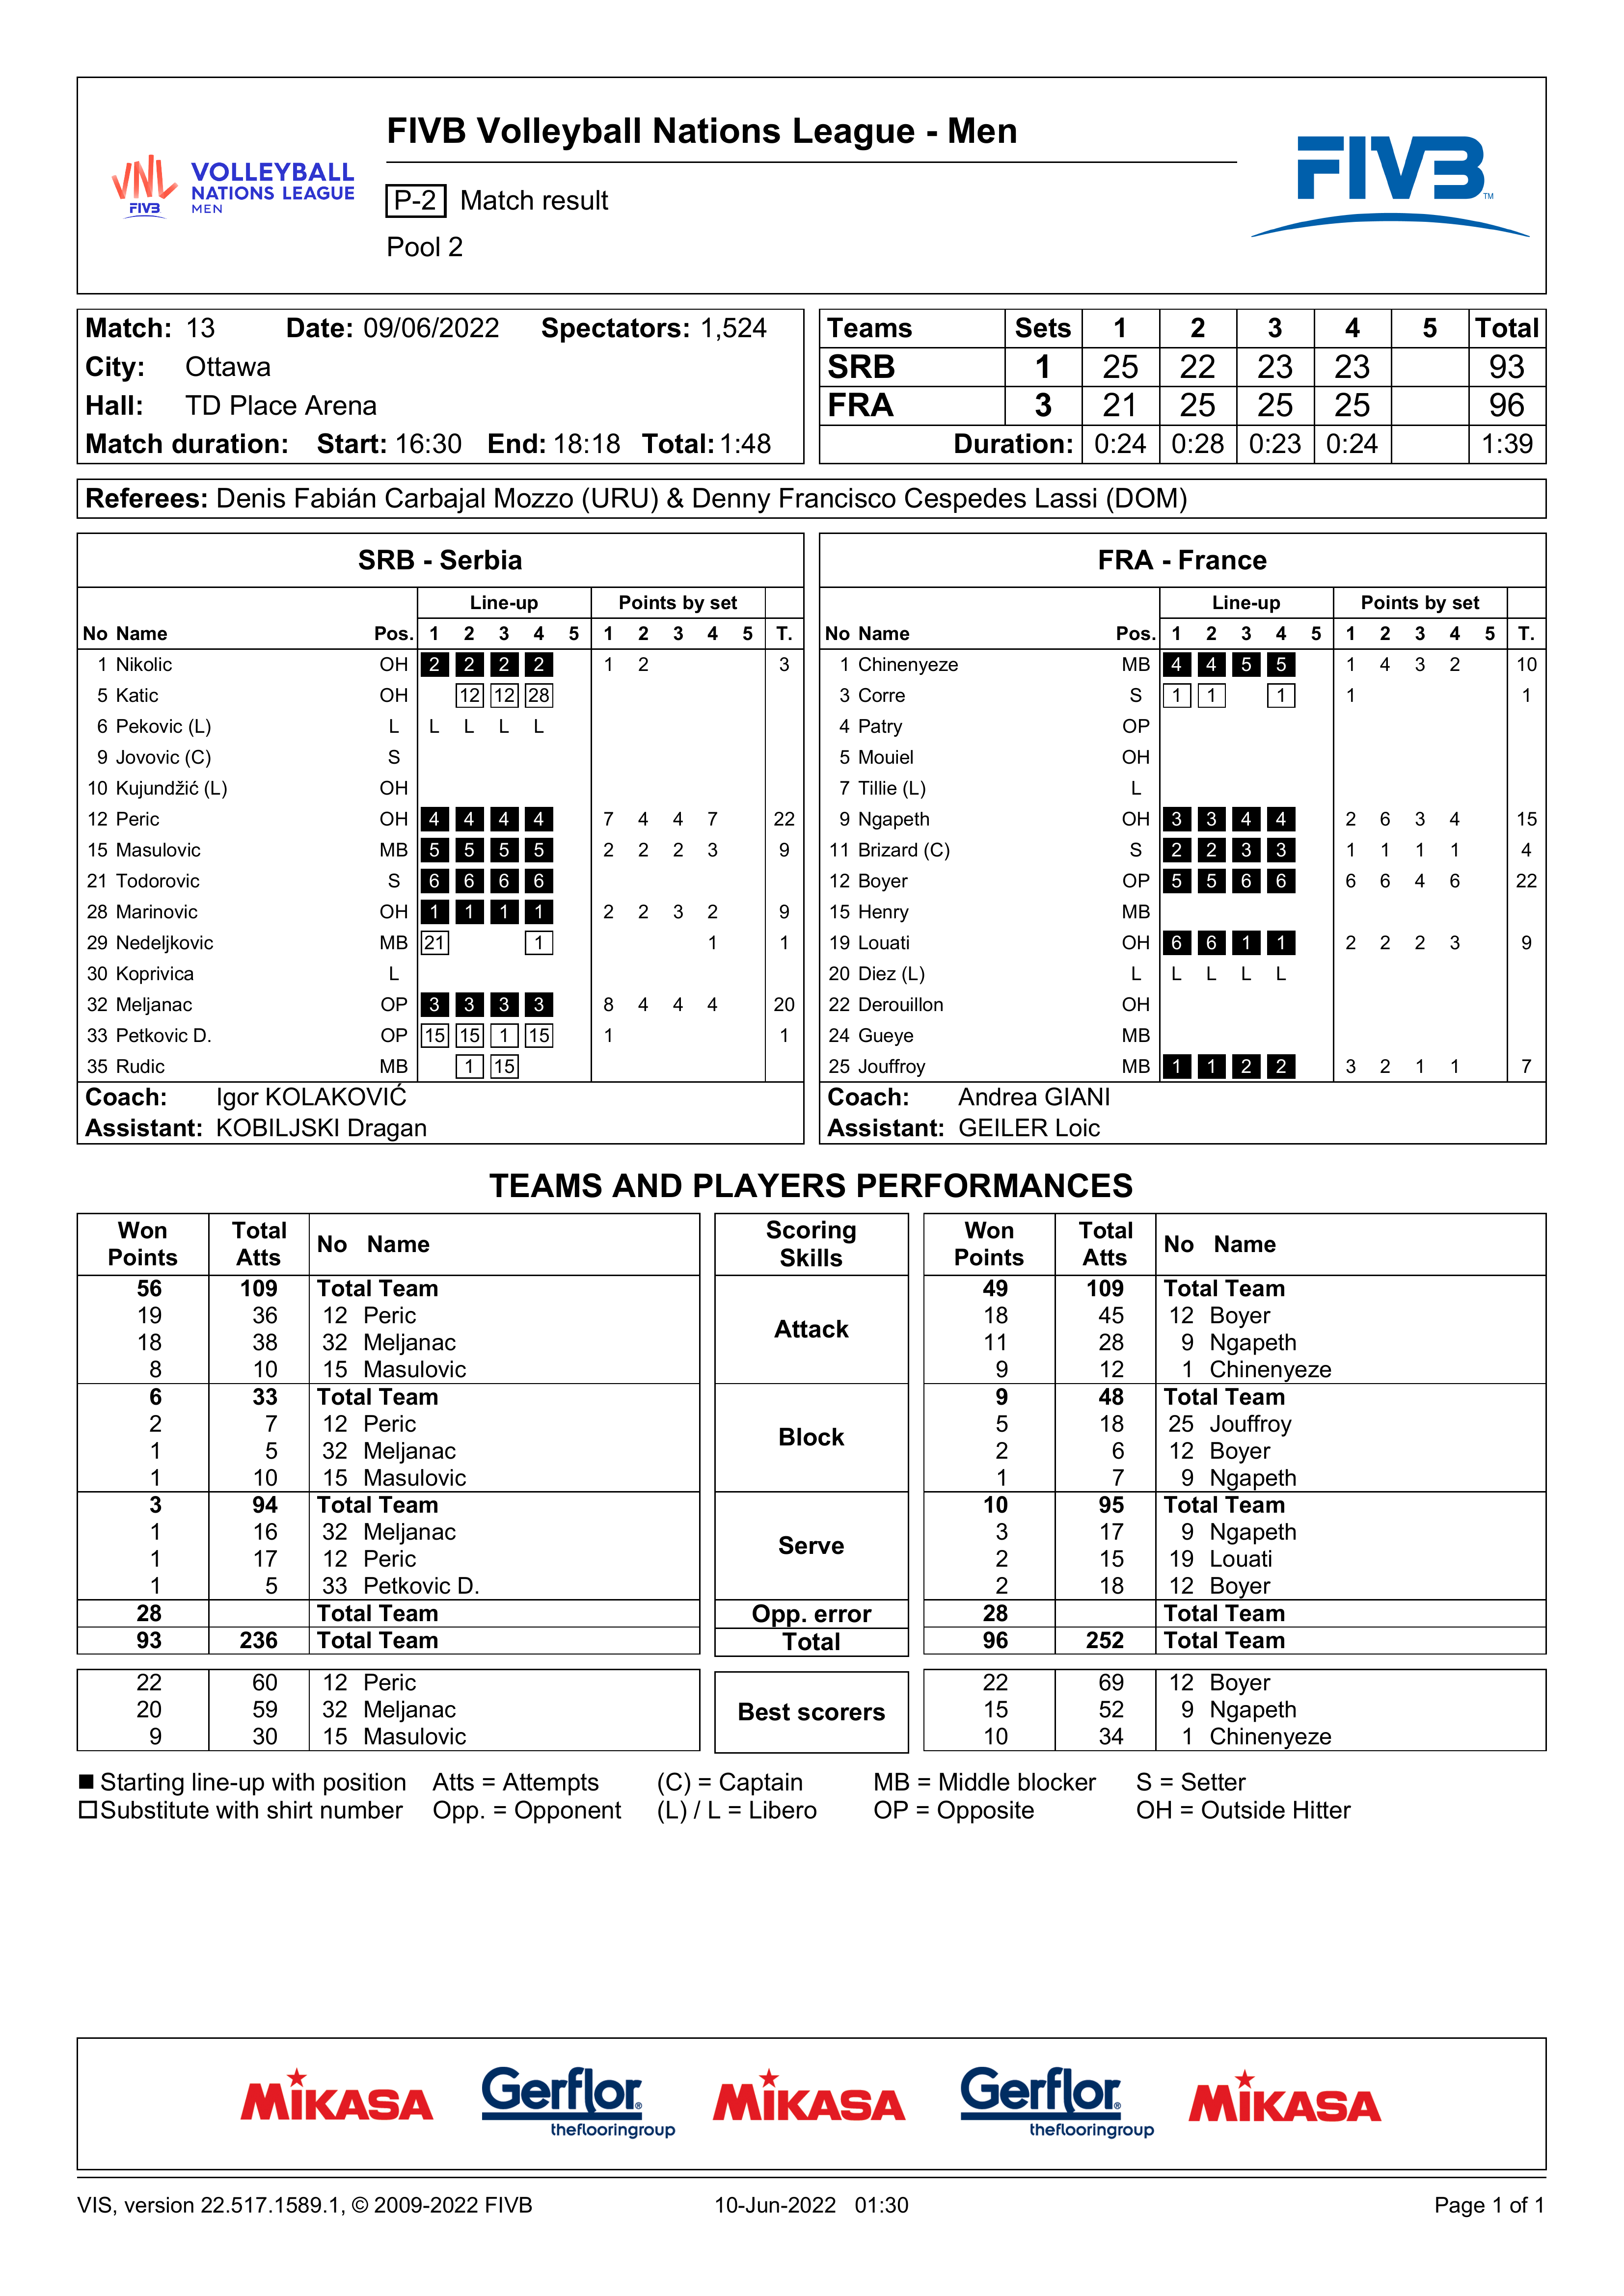 FIVB Volleyball Nations League - Men
VNL FIVB VOLLEYBALL NATIONS LEAGUE MEN
P-2 Match result
Pool 2
FIVB TM
Match: 13 Date: 09/06/2022 Spectators: 1,524
City: Ottawa
Hall: TD Place Arena
Match duration: Start: 16:30 End: 18:18 Total: 1:48
Teams Sets 1 2 3 4 5 Total
SRB 1 25 22 23 23 93
FRA 3 21 25 25 25 96
Duration: 0:24 0:28 0:23 0:24 1:39
Referees: Denis Fabián Carbajal Mozzo (URU) & Denny Francisco Cespedes Lassi (DOM)
SRB - Serbia
Line-up Points by set
No Name Pos. 1 2 3 4 5 1 2 3 4 5 T.
1 Nikolic OH 2 2 2 2 1 2 3
5 Katic OH 12 12 28
6 Pekovic (L) L L L L L
9 Jovovic (C) S
10 Kujundžić (L) OH
12 Peric OH 4 4 4 4 7 4 4 7 22
15 Masulovic MB 5 5 5 5 2 2 2 3 9
21 Todorovic S 6 6 6 6
28 Marinovic OH 1 1 1 1 2 2 3 2 9
29 Nedeljkovic MB 21 1 1 1
30 Koprivica L
32 Meljanac OP 3 3 3 3 8 4 4 4 20
33 Petkovic D. OP 15 15 1 15 1 1
35 Rudic MB 1 15
Coach: Igor KOLAKOVIĆ
Assistant: KOBILJSKI Dragan
FRA - France
Line-up Points by set
No Name Pos. 1 2 3 4 5 1 2 3 4 5 T.
1 Chinenyeze MB 4 4 5 5 1 4 3 2 10
3 Corre S 1 1 1 1 1
4 Patry OP
5 Mouiel OH
7 Tillie (L) L
9 Ngapeth OH 3 3 4 4 2 6 3 4 15
11 Brizard (C) S 2 2 3 3 1 1 1 1 4
12 Boyer OP 5 5 6 6 6 6 4 6 22
15 Henry MB
19 Louati OH 6 6 1 1 2 2 2 3 9
20 Diez (L) L L L L L
22 Derouillon OH
24 Gueye MB
25 Jouffroy MB 1 1 2 2 3 2 1 1 7
Coach: Andrea GIANI
Assistant: GEILER Loic
TEAMS AND PLAYERS PERFORMANCES
Won Points Total Atts No Name Scoring Skills Won Points Total Atts No Name
56 109 Total Team Attack 49 109 Total Team
19 36 12 Peric 18 45 12 Boyer
18 38 32 Meljanac 11 28 9 Ngapeth
8 10 15 Masulovic 9 12 1 Chinenyeze
6 33 Total Team Block 9 48 Total Team
2 7 12 Peric 5 18 25 Jouffroy
1 5 32 Meljanac 2 6 12 Boyer
1 10 15 Masulovic 1 7 9 Ngapeth
3 94 Total Team Serve 10 95 Total Team
1 16 32 Meljanac 3 17 9 Ngapeth
1 17 12 Peric 2 15 19 Louati
1 5 33 Petkovic D. 2 18 12 Boyer
28 Total Team Opp. error 28 Total Team
93 236 Total Team Total 96 252 Total Team
22 60 12 Peric Best scorers 22 69 12 Boyer
20 59 32 Meljanac 15 52 9 Ngapeth
9 30 15 Masulovic 10 34 1 Chinenyeze
Starting line-up with position Atts = Attempts (C) = Captain MB = Middle blocker S = Setter
Substitute with shirt number Opp. = Opponent (L) / L = Libero OP = Opposite OH = Outside Hitter
MIKASA Gerflor® theflooringgroup MIKASA Gerflor® theflooringgroup MIKASA
VIS, version 22.517.1589.1, © 2009-2022 FIVB 10-Jun-2022 01:30 Page 1 of 1